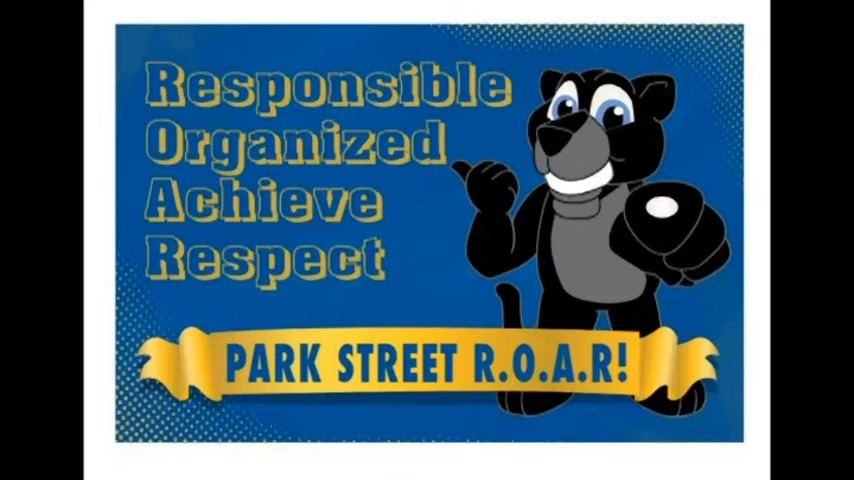 Responsible
Organized
Achieve
Respect
PARK STREET R.O.A.R!